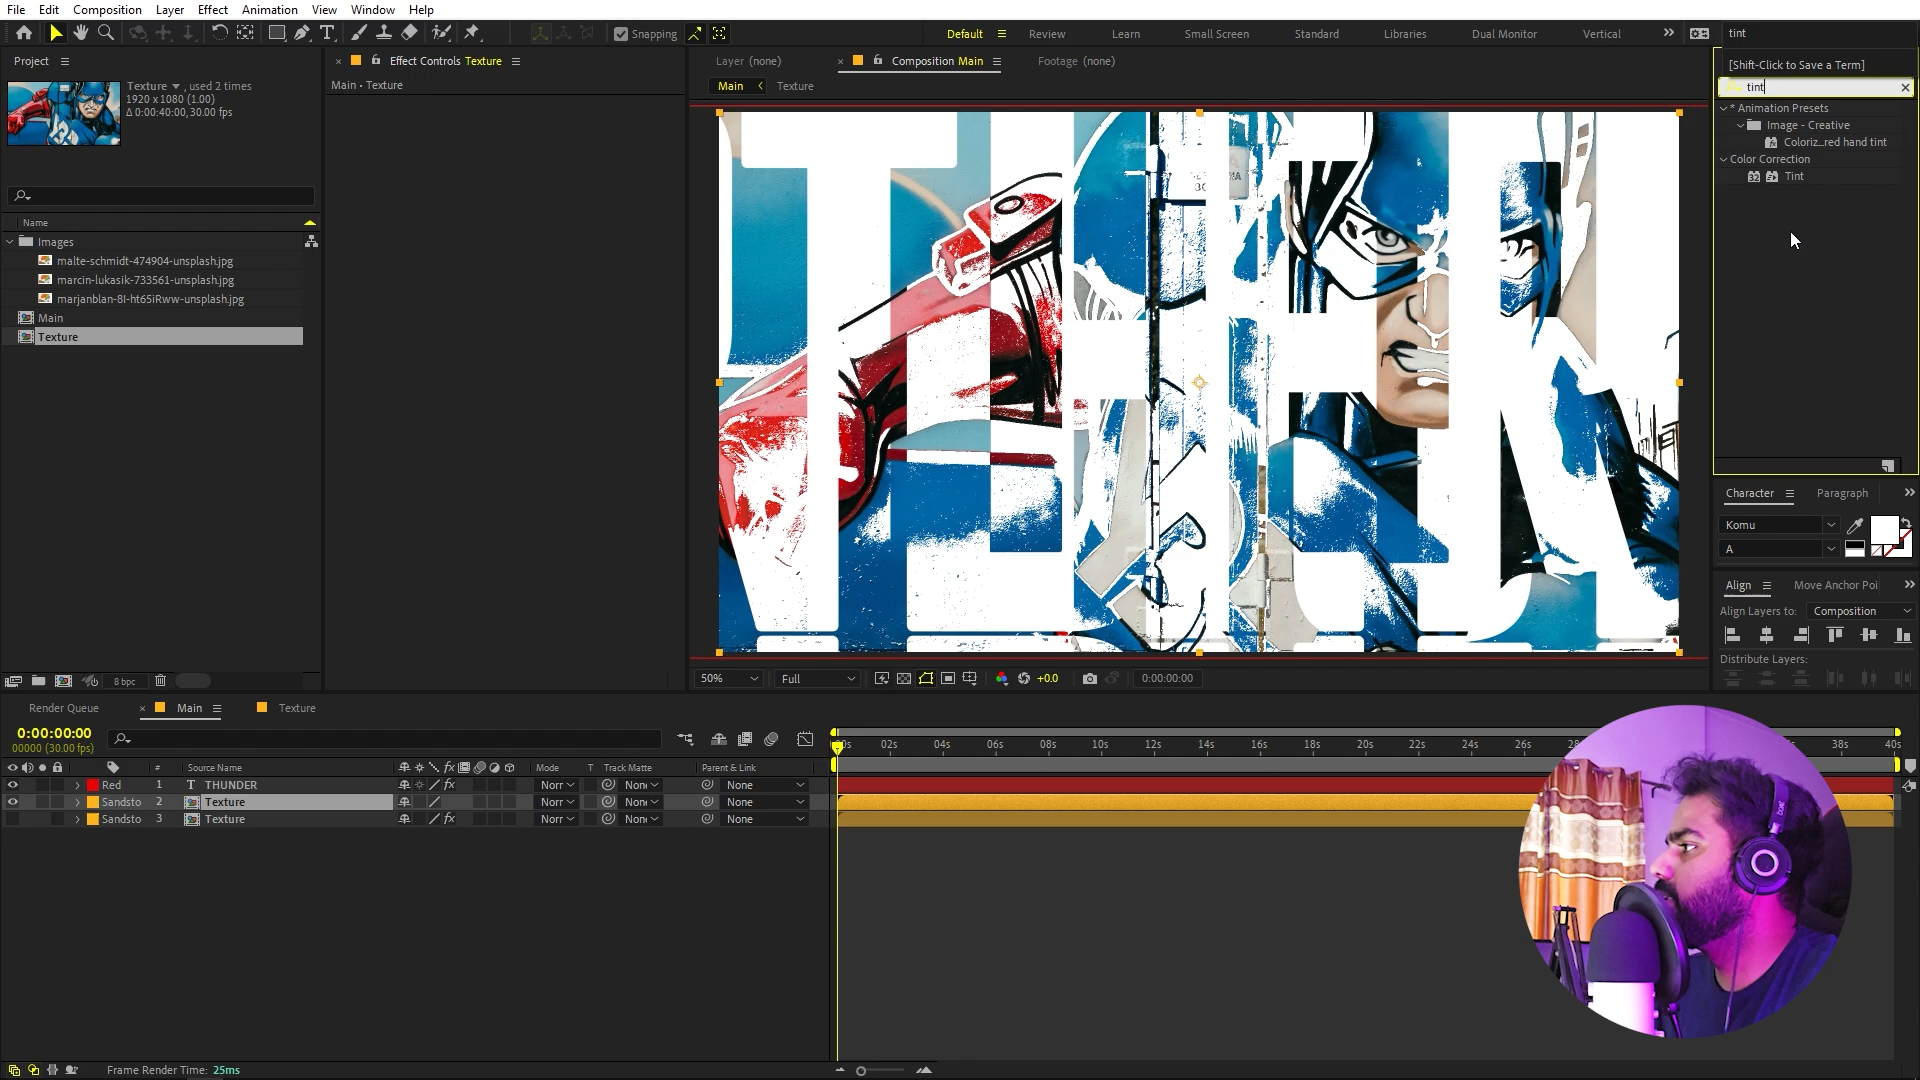 File Edit Composition Layer Effect Animation View Window Help
Snapping
Default Review Learn Small Screen Standard Libraries Dual Monitor Vertical
tint
Project
Effect Controls Texture
Layer (none) Composition Main Footage (none)
[Shift-Click to Save a Term]
Texture, used 2 times
1920 x 1080 (1.00)
Δ 0:00:40:00, 30.00 fps
Main • Texture
Main Texture
tint
* Animation Presets
Image - Creative
Coloriz...red hand tint
Color Correction
Tint
Name
Images
malte-schmidt-474904-unsplash.jpg
marcin-lukasik-733561-unsplash.jpg
marjanblan-8I-ht65iRww-unsplash.jpg
Main
Texture
Character Paragraph
Komu
A
Align Move Anchor Poi
Align Layers to: Composition
Distribute Layers:
8 bpc
50% Full +0.0 0:00:00:00
Render Queue Main Texture
0:00:00:00
00000 (30.00 fps)
02s 04s 06s 08s 10s 12s 14s 16s 18s 20s 22s 24s 26s 38s 40s
# Source Name Mode T Track Matte Parent & Link
Red 1 THUNDER Norr None
Sandsto 2 Texture Norr None
Sandsto 3 Texture Norr None
Frame Render Time: 25ms